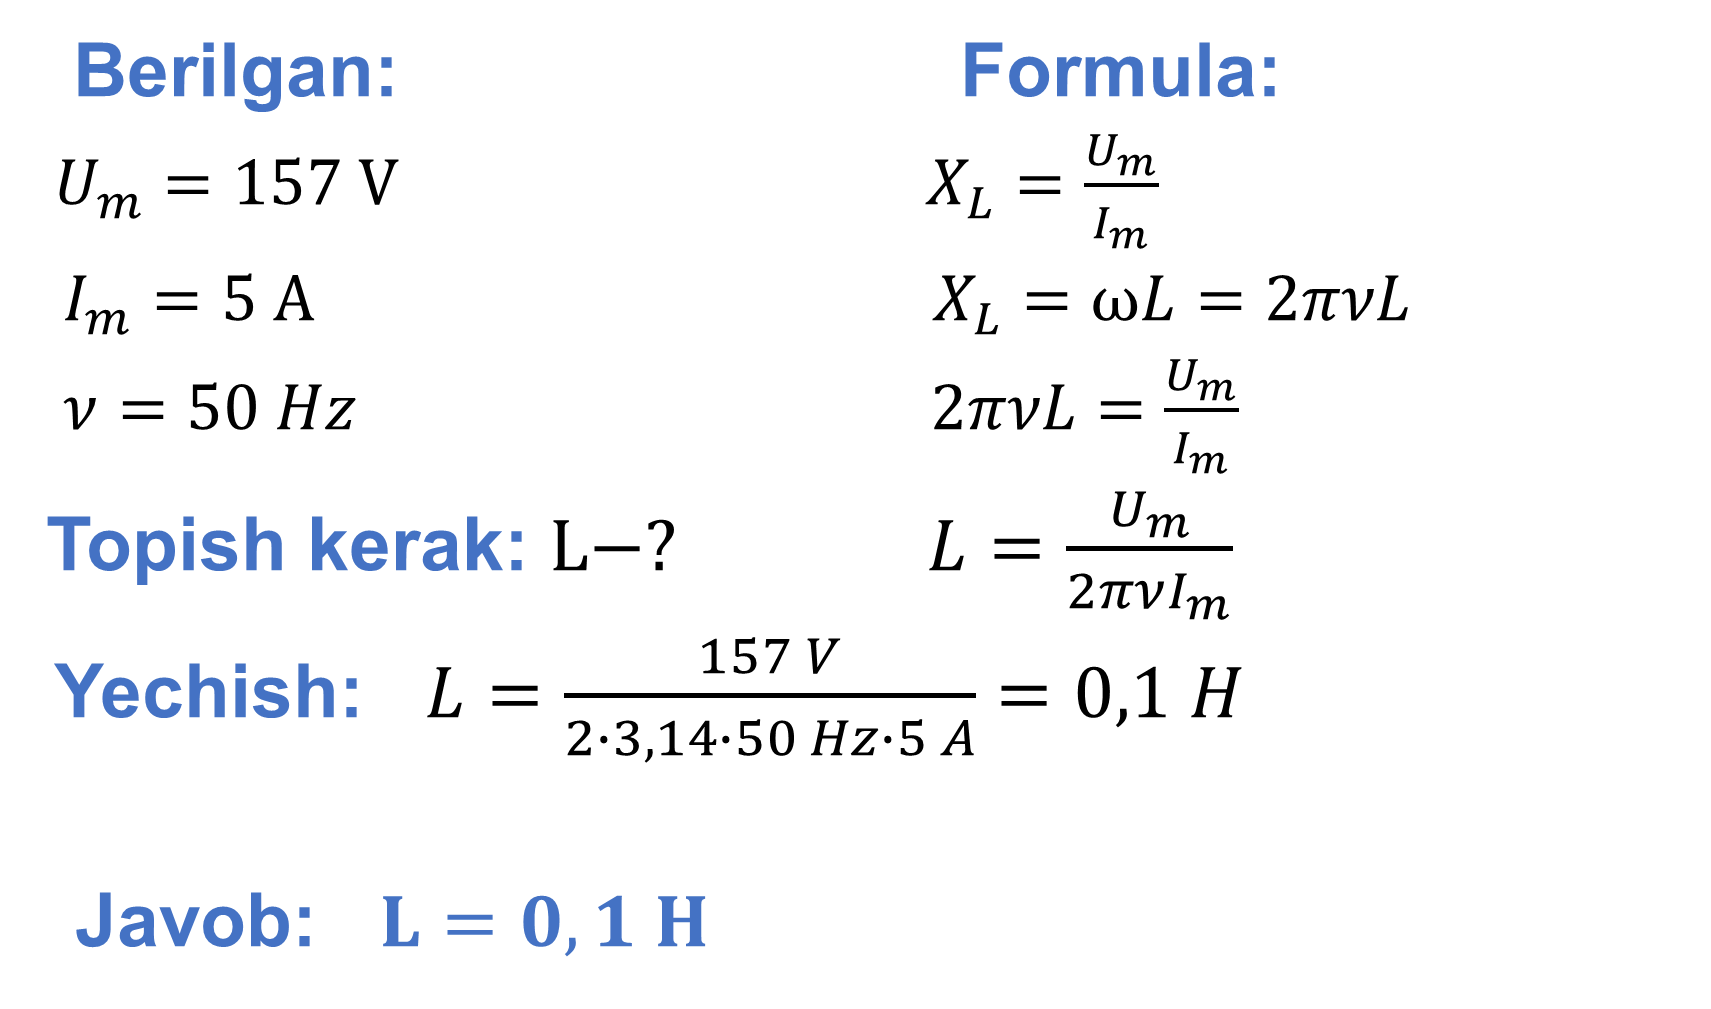 Berilgan:
U_m = 157 V
I_m = 5 A
ν = 50 Hz
Topish kerak: L−?
Formula:
X_L = U_m/I_m
X_L = ωL = 2πνL
2πνL = U_m/I_m
L = U_m/(2πνI_m)
Yechish: L = 157 V/(2·3,14·50 Hz·5 A) = 0,1 H
Javob: L = 0,1 H